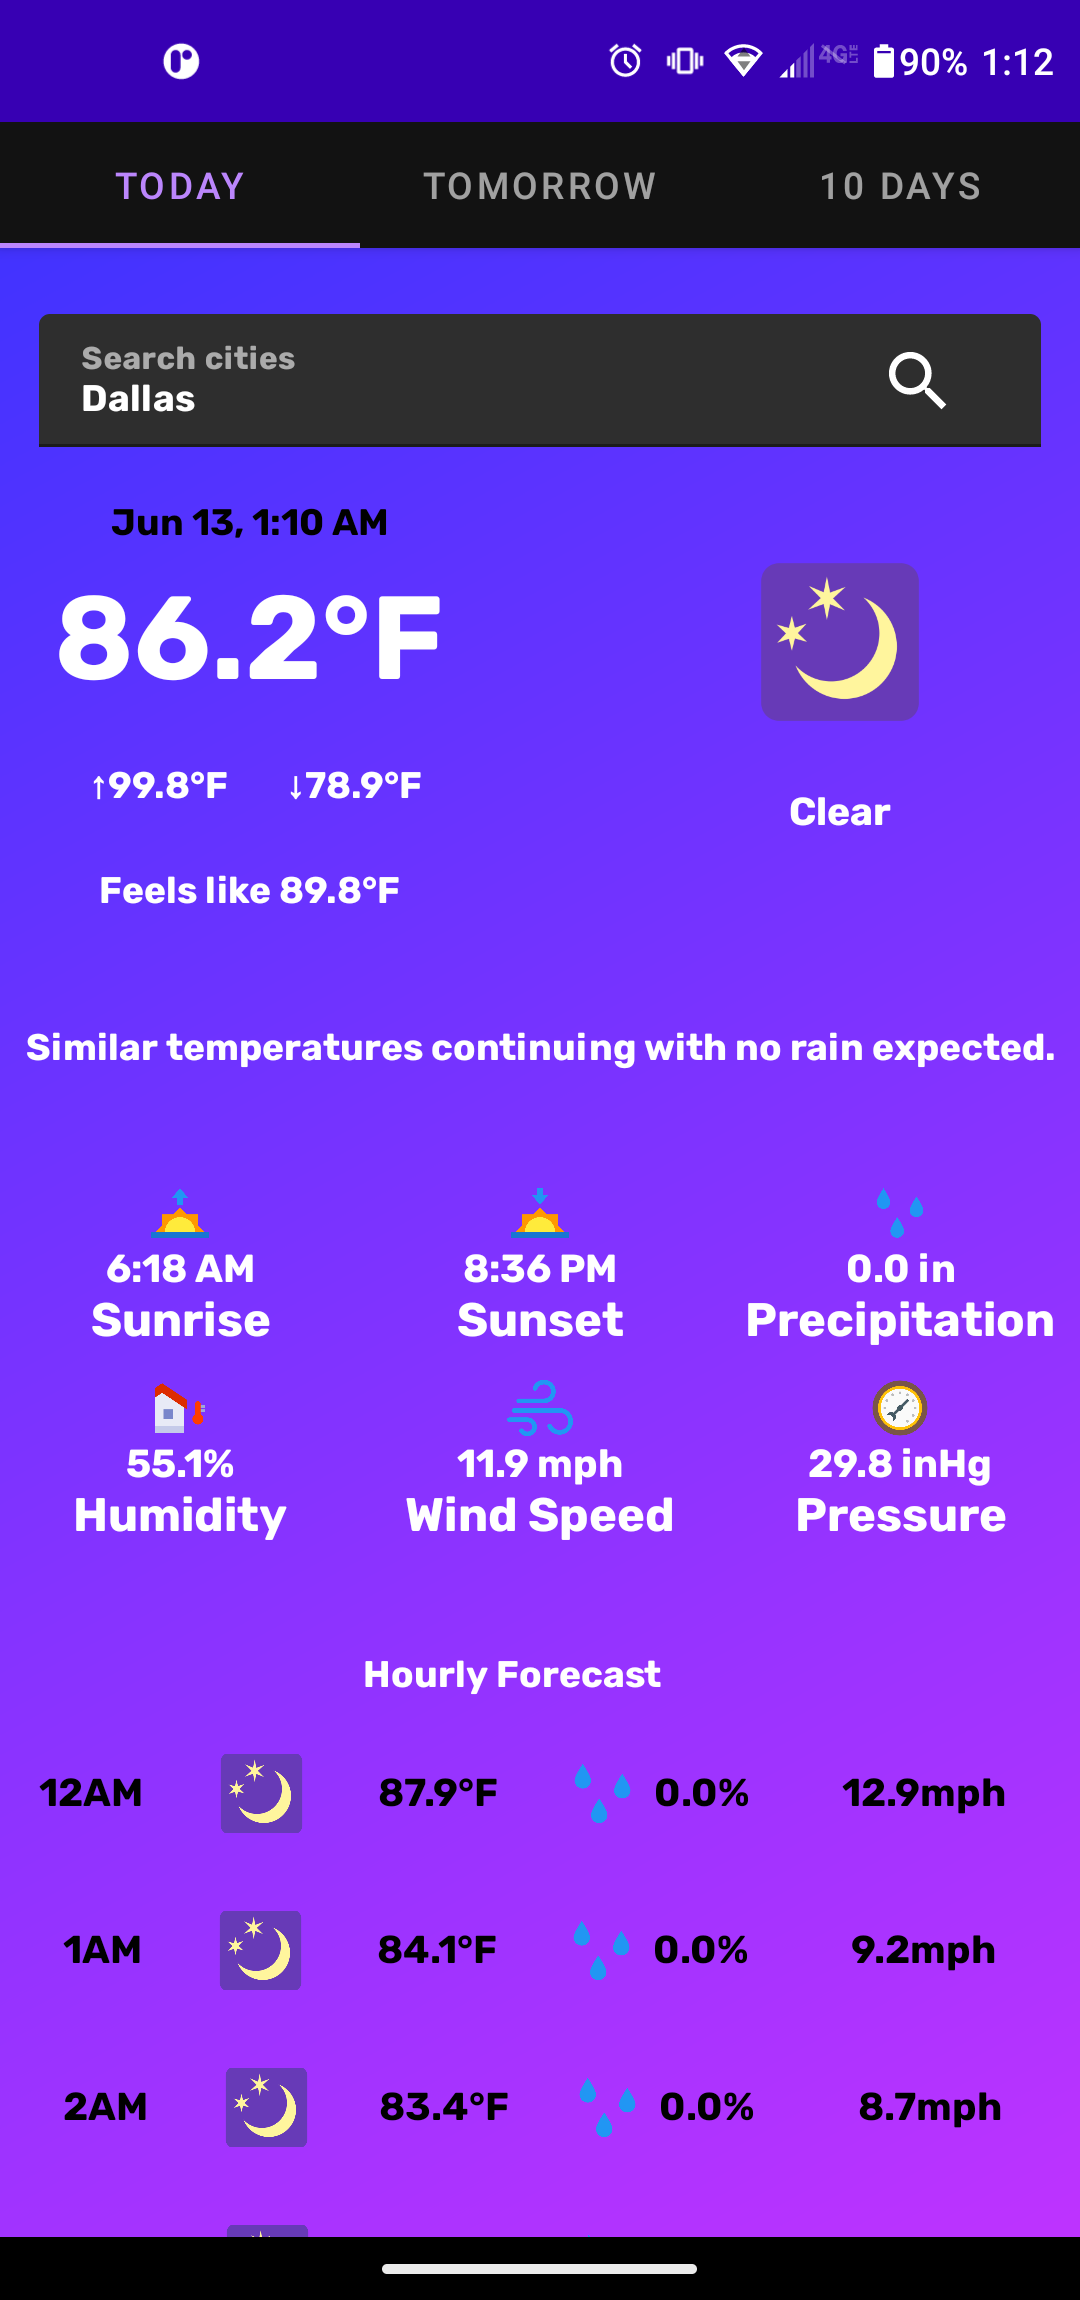 90% 1:12
TODAY TOMORROW 10 DAYS
Search cities
Dallas
Jun 13, 1:10 AM
86.2°F
↑99.8°F ↓78.9°F
Clear
Feels like 89.8°F
Similar temperatures continuing with no rain expected.
6:18 AM 8:36 PM 0.0 in
Sunrise Sunset Precipitation
55.1% 11.9 mph 29.8 inHg
Humidity Wind Speed Pressure
Hourly Forecast
12AM 87.9°F 0.0% 12.9mph
1AM 84.1°F 0.0% 9.2mph
2AM 83.4°F 0.0% 8.7mph